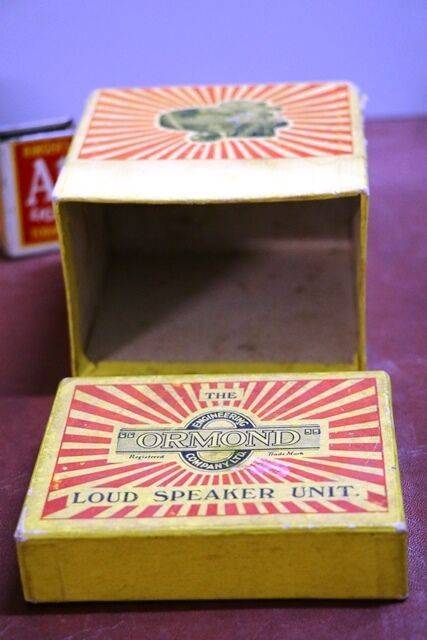 THE
ENGINEERING
"ORMOND"
Registered Trade Mark
COMPANY LTD.
LOUD SPEAKER UNIT.